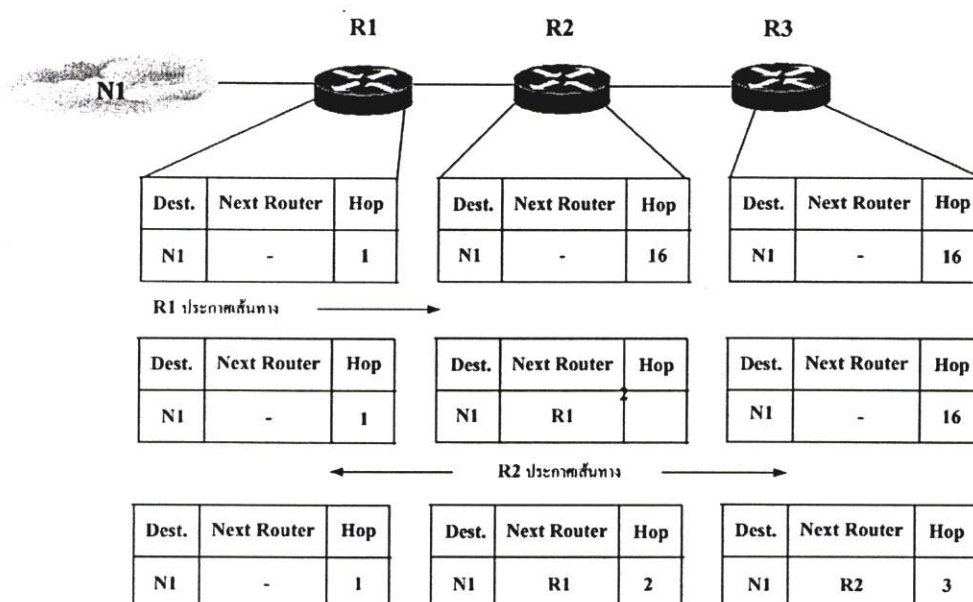 R1 R2 R3
N1
Dest. Next Router Hop Dest. Next Router Hop Dest. Next Router Hop
N1 - 1 N1 - 16 N1 - 16
R1 ประกาศเส้นทาง
Dest. Next Router Hop Dest. Next Router Hop Dest. Next Router Hop
N1 - 1 N1 R1 2 N1 - 16
R2 ประกาศเส้นทาง
Dest. Next Router Hop Dest. Next Router Hop Dest. Next Router Hop
N1 - 1 N1 R1 2 N1 R2 3